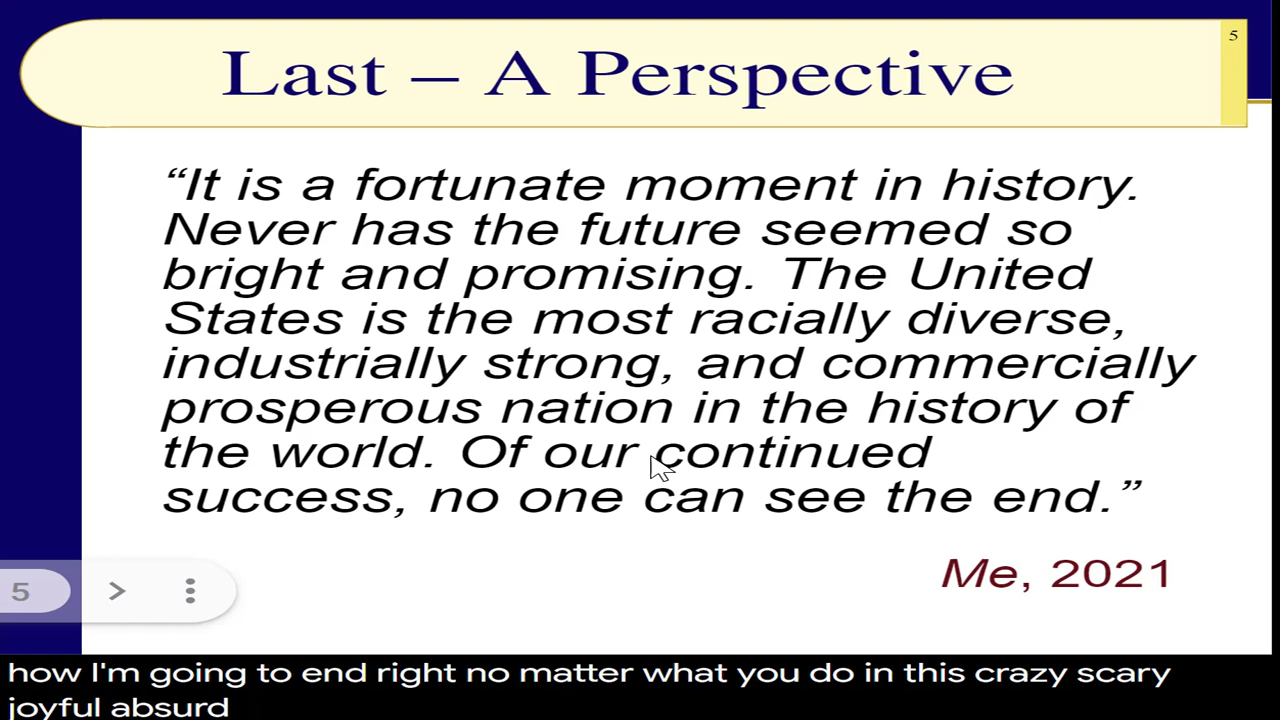 5
Last – A Perspective
“It is a fortunate moment in history.
Never has the future seemed so
bright and promising. The United
States is the most racially diverse,
industrially strong, and commercially
prosperous nation in the history of
the world. Of our continued
success, no one can see the end.”
Me, 2021
5
how I'm going to end right no matter what you do in this crazy scary
joyful absurd